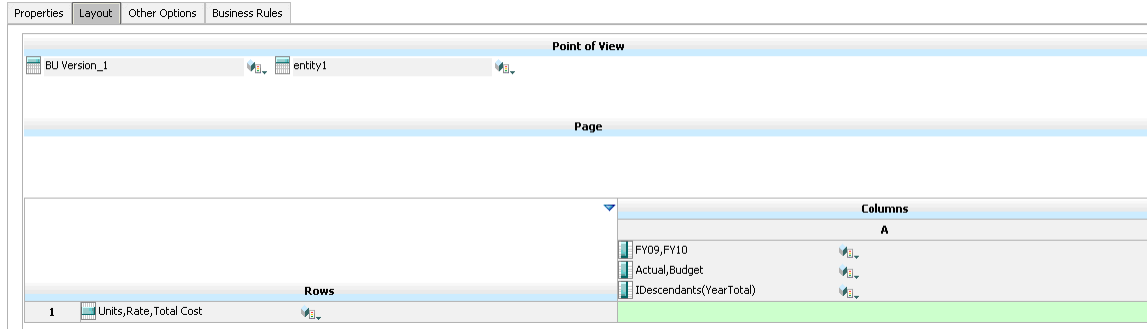 Properties Layout Other Options Business Rules
Point of View
BU Version_1 entity1
Page
Columns
A
FY09,FY10
Actual,Budget
IDescendants(YearTotal)
Rows
1 Units,Rate,Total Cost